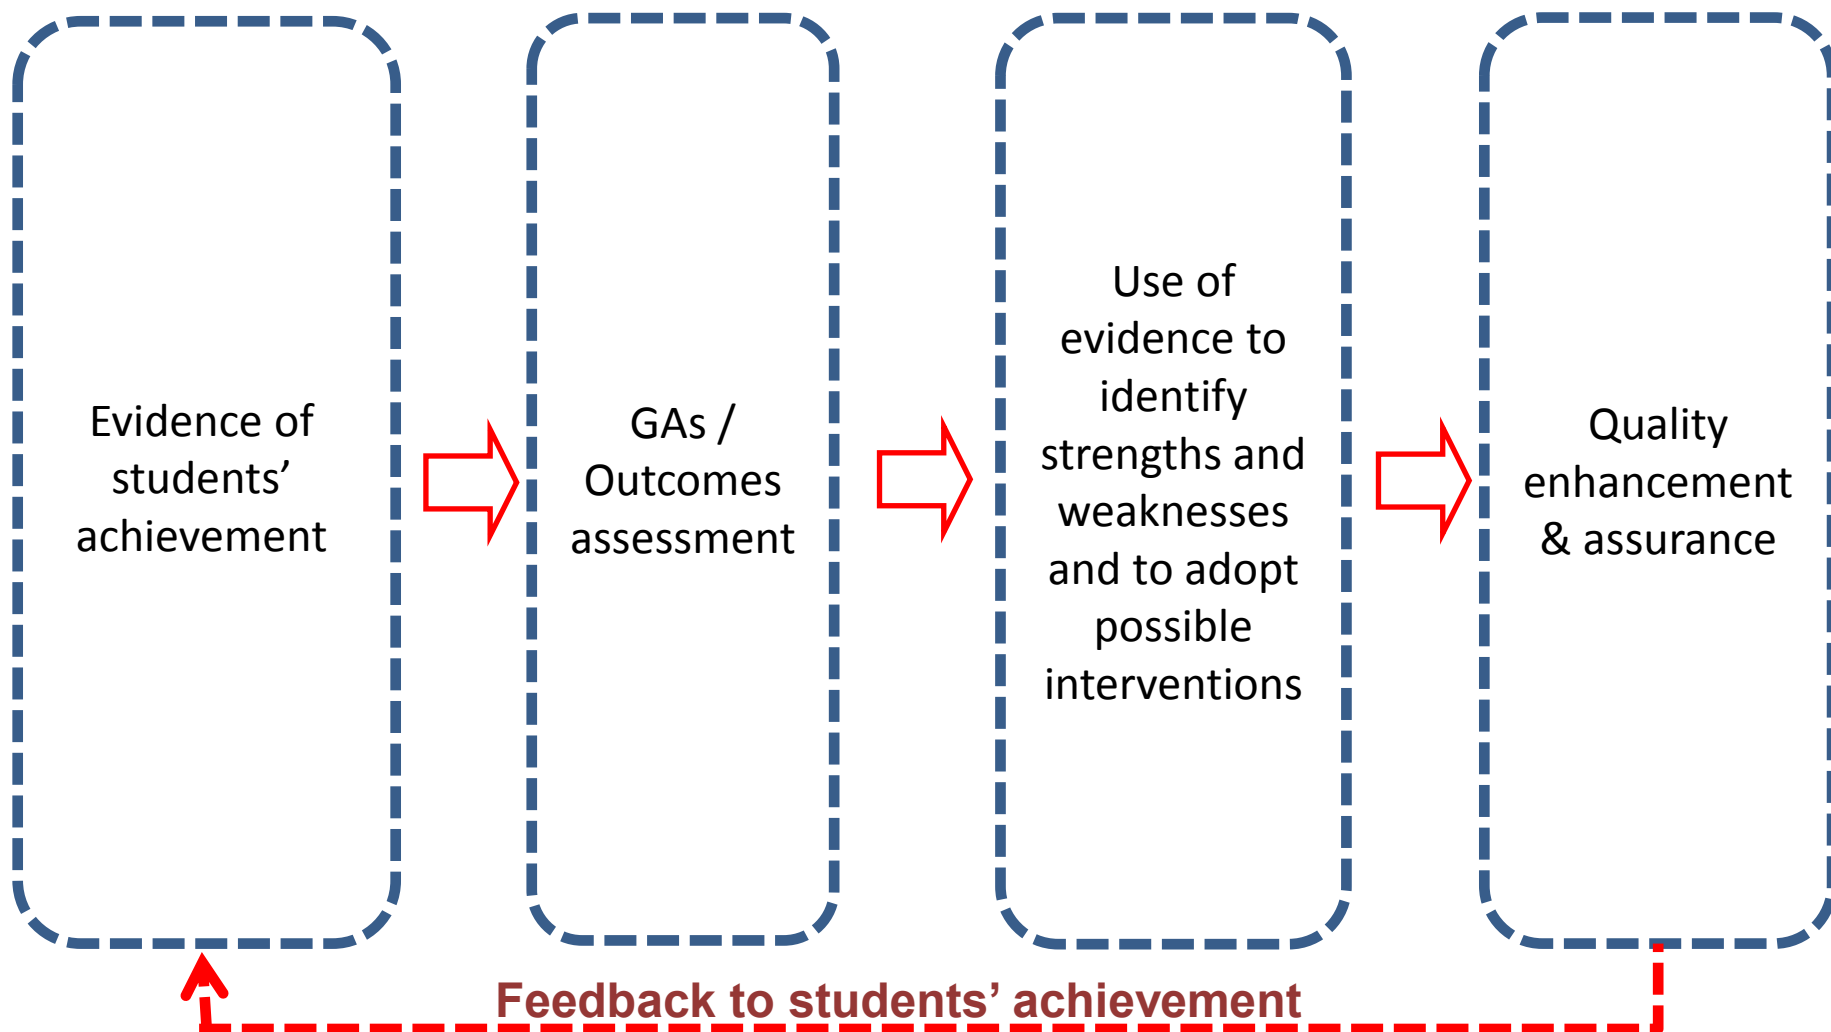 Evidence of
students’
achievement
GAs /
Outcomes
assessment
Use of
evidence to
identify
strengths and
weaknesses
and to adopt
possible
interventions
Quality
enhancement
& assurance
Feedback to students’ achievement